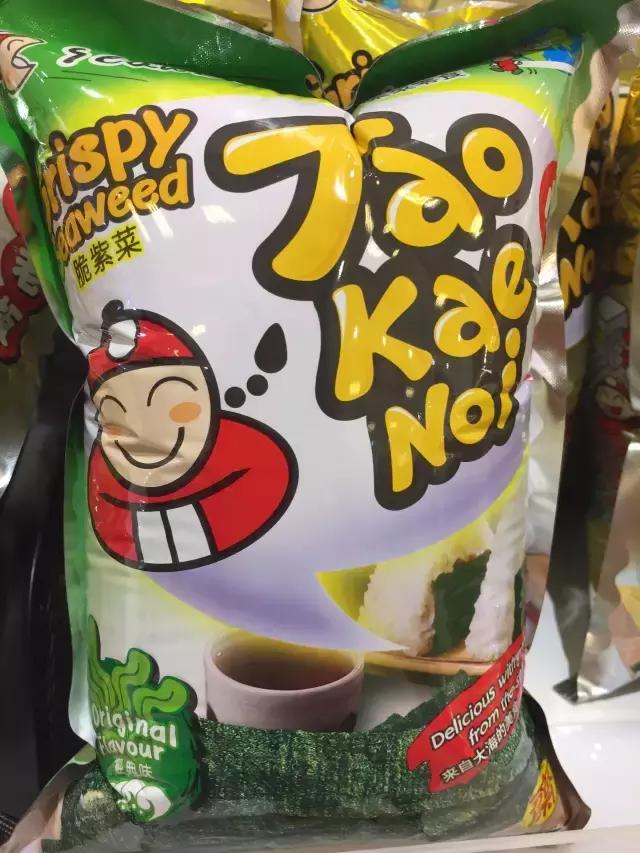 Crispy
Seaweed
脆紫菜
Tao
Kae
Noi
Original
Flavour
經典味
Delicious
from the
来自大海的美